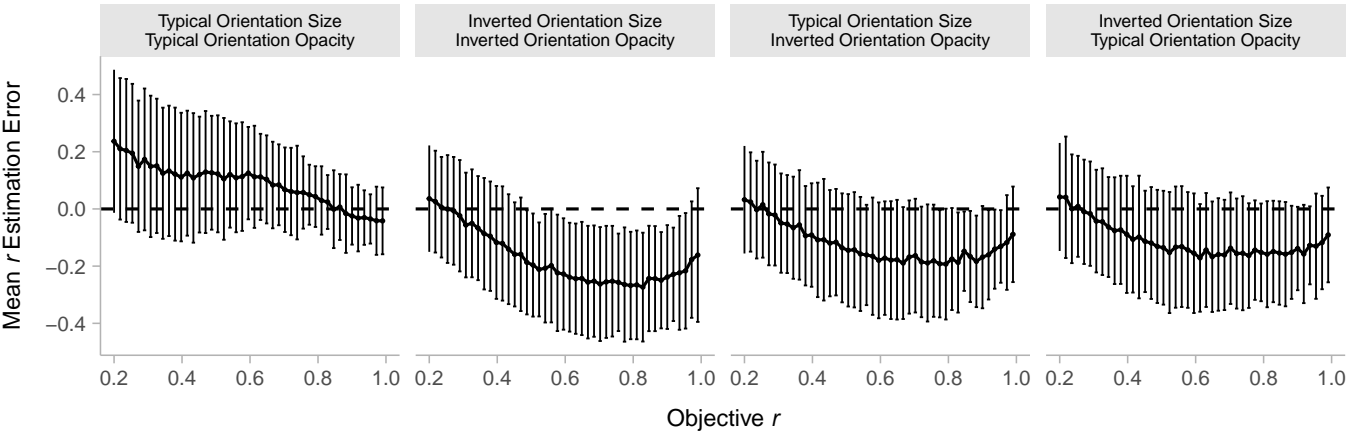 Typical Orientation Size
Typical Orientation Opacity
Inverted Orientation Size
Inverted Orientation Opacity
Typical Orientation Size
Inverted Orientation Opacity
Inverted Orientation Size
Typical Orientation Opacity
Mean r Estimation Error
0.4
0.2
0.0
−0.2
−0.4
0.2 0.4 0.6 0.8 1.0
0.2 0.4 0.6 0.8 1.0
0.2 0.4 0.6 0.8 1.0
0.2 0.4 0.6 0.8 1.0
Objective r